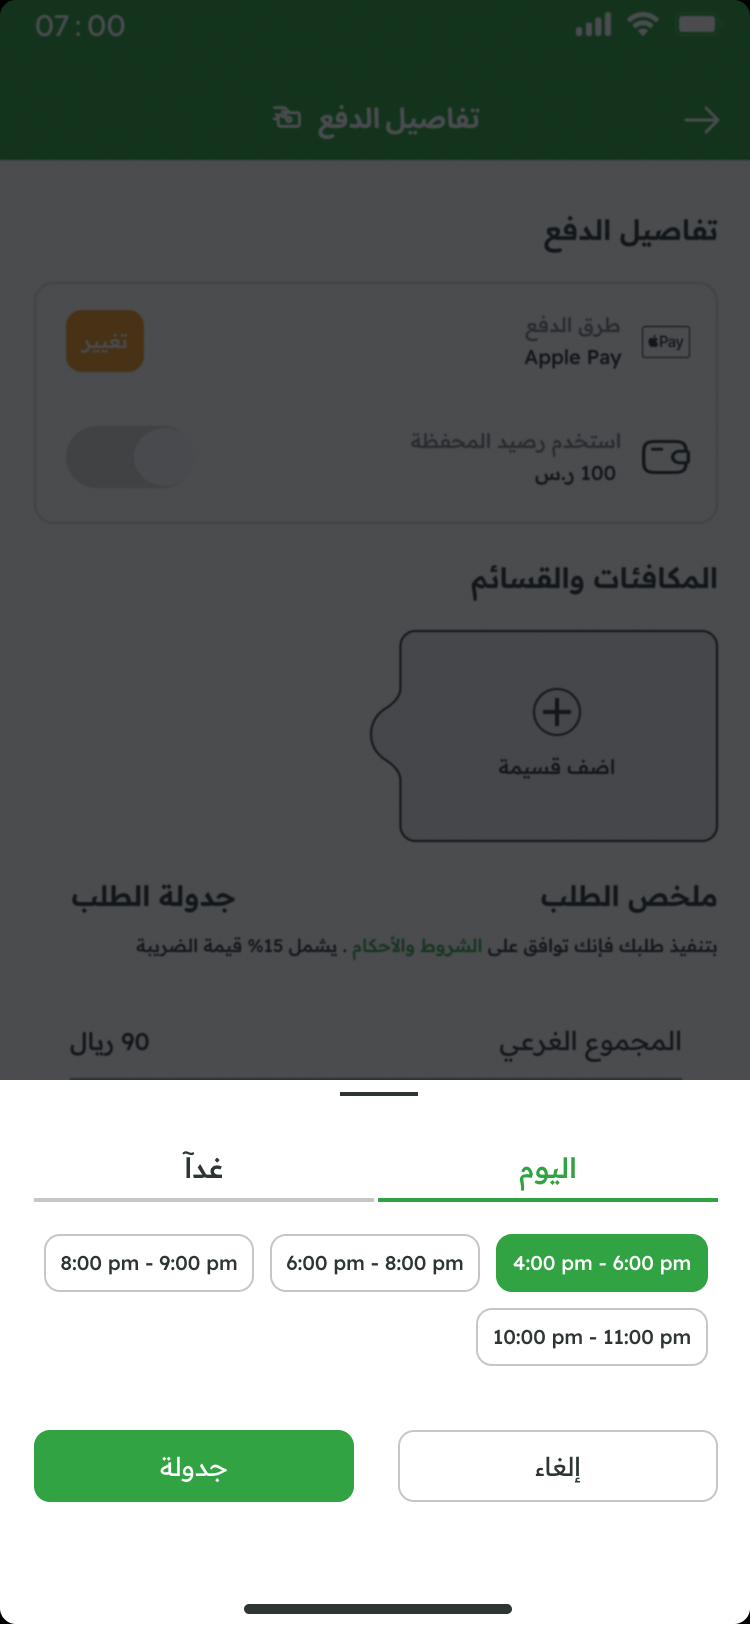 07:00
تفاصيل الدفع
تفاصيل الدفع
طرق الدفع
Pay
Apple Pay
تغيير
استخدم رصيد المحفظة
100 ر.س
المكافئات والقسائم
اضف قسيمة
ملخص الطلب
جدولة الطلب
بتنفيذ طلبك فإنك توافق على الشروط والأحكام . يشمل 15% قيمة الضريبة
المجموع الغرعي
90 ريال
اليوم
غدآ
4:00 pm - 6:00 pm
6:00 pm - 8:00 pm
8:00 pm - 9:00 pm
10:00 pm - 11:00 pm
إلغاء
جدولة